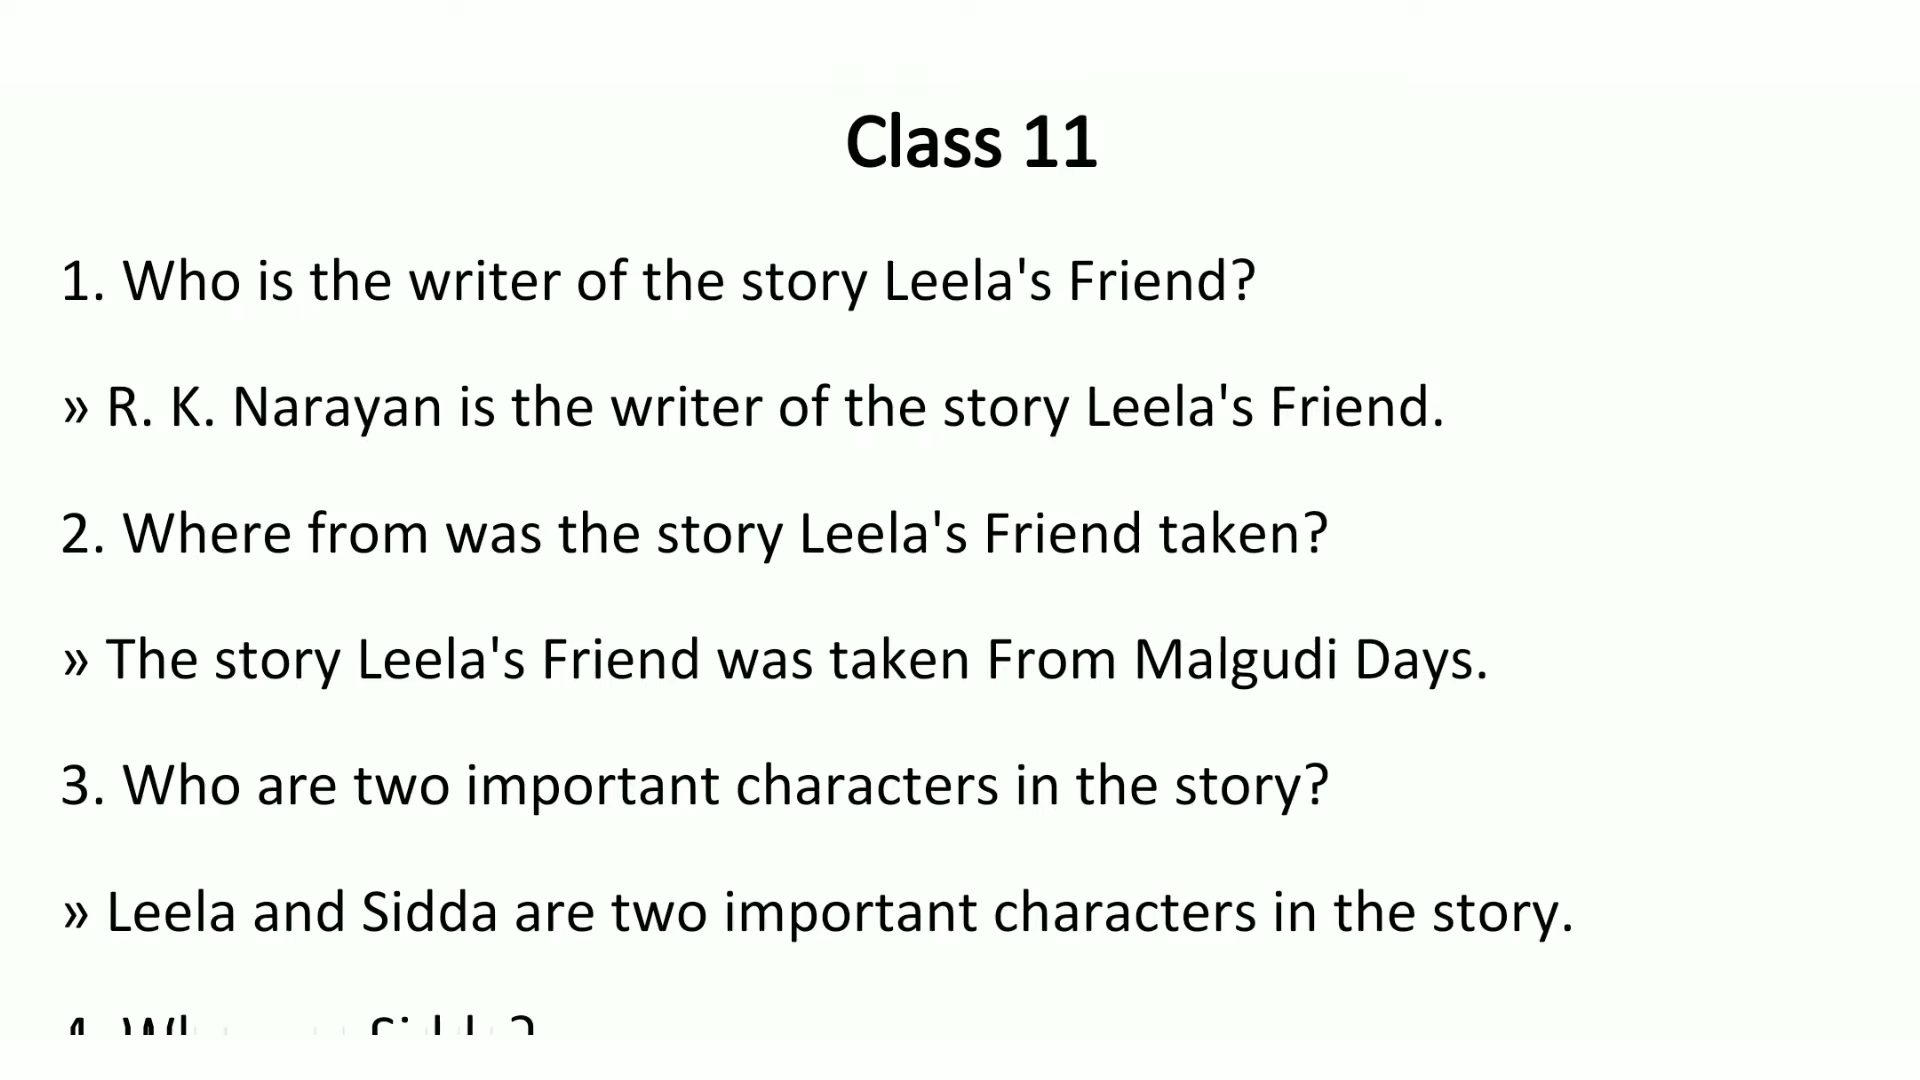 Class 11
1. Who is the writer of the story Leela's Friend?
» R. K. Narayan is the writer of the story Leela's Friend.
2. Where from was the story Leela's Friend taken?
» The story Leela's Friend was taken From Malgudi Days.
3. Who are two important characters in the story?
» Leela and Sidda are two important characters in the story.